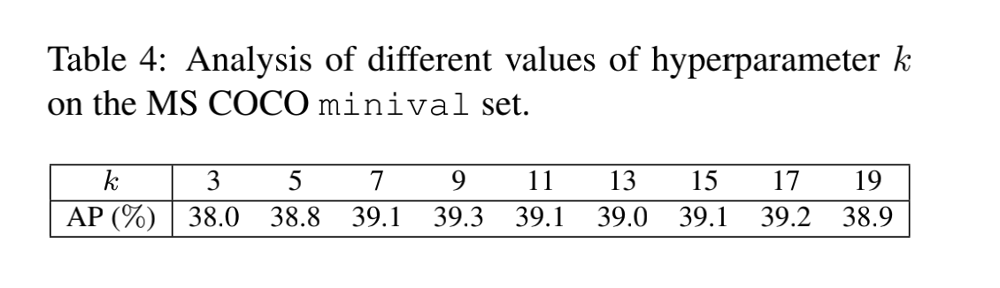 Table 4: Analysis of different values of hyperparameter k
on the MS COCO minival set.
k 3 5 7 9 11 13 15 17 19
AP (%) 38.0 38.8 39.1 39.3 39.1 39.0 39.1 39.2 38.9